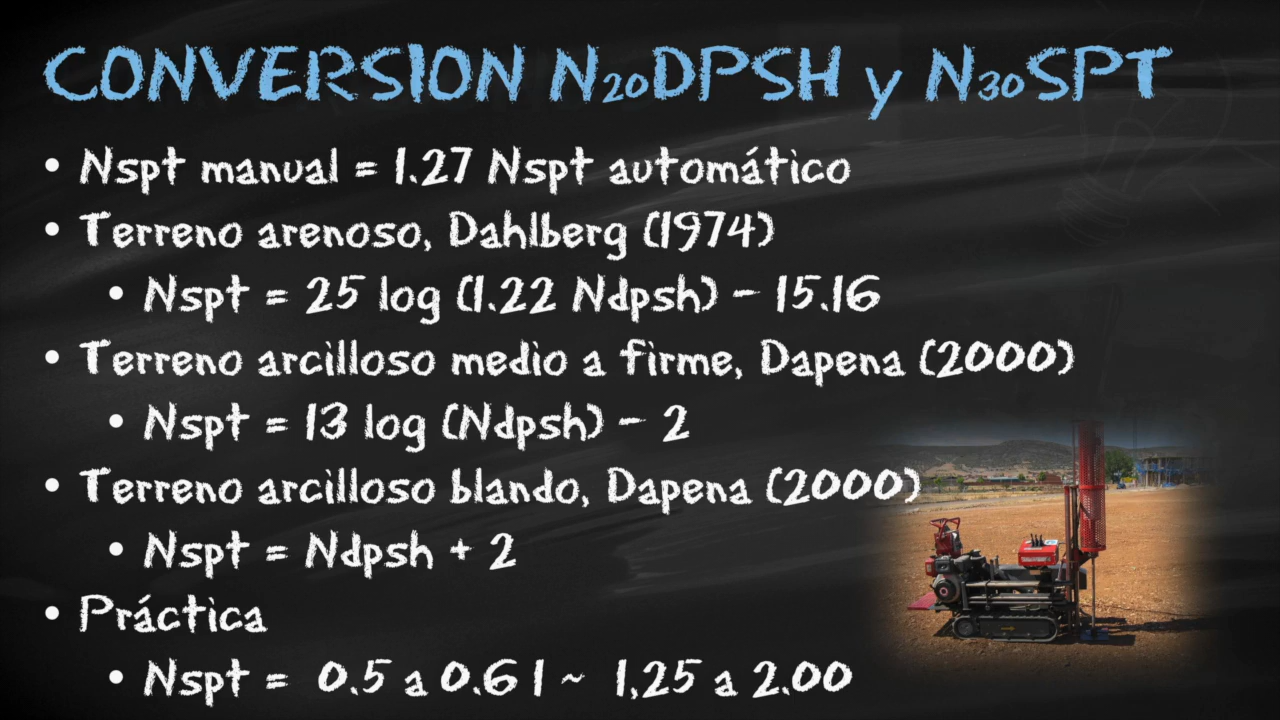 CONVERSION N20DPSH y N30SPT
• Nspt manual = 1.27 Nspt automático
• Terreno arenoso, Dahlberg (1974)
• Nspt = 25 log (1.22 Ndpsh) - 15.16
• Terreno arcilloso medio a firme, Dapena (2000)
• Nspt = 13 log (Ndpsh) - 2
• Terreno arcilloso blando, Dapena (2000)
• Nspt = Ndpsh + 2
• Práctica
• Nspt = 0.5 a 0.6 | ~ 1,25 a 2.00